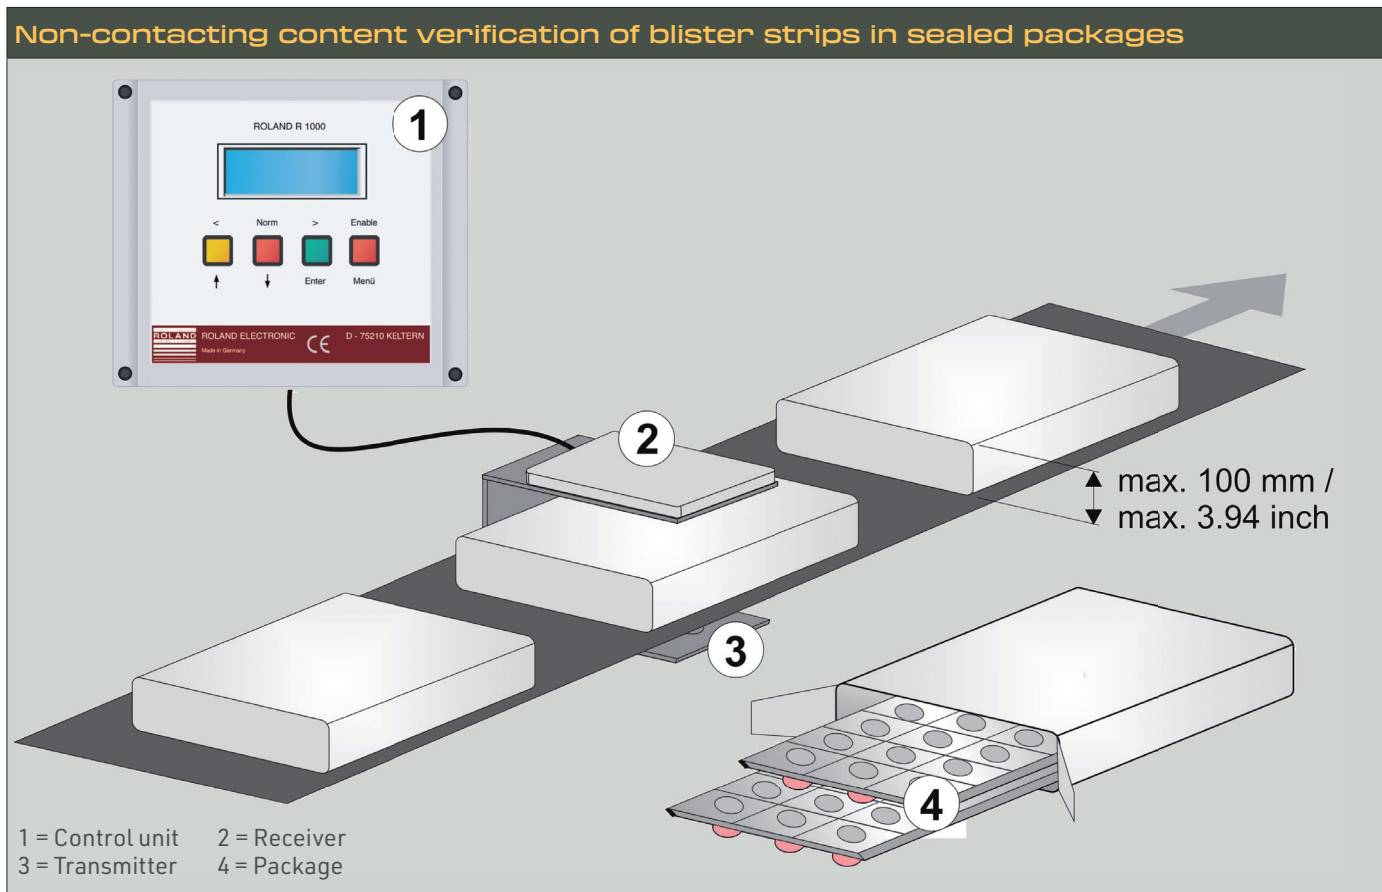 Non-contacting content verification of blister strips in sealed packages
1
ROLAND R 1000
< Norm > Enable
↑ ↓ Enter Menü
ROLAND
ROLAND ELECTRONIC
Made in Germany
CE
D - 75210 KELTERN
2
max. 100 mm /
max. 3.94 inch
3
4
1 = Control unit 2 = Receiver
3 = Transmitter 4 = Package